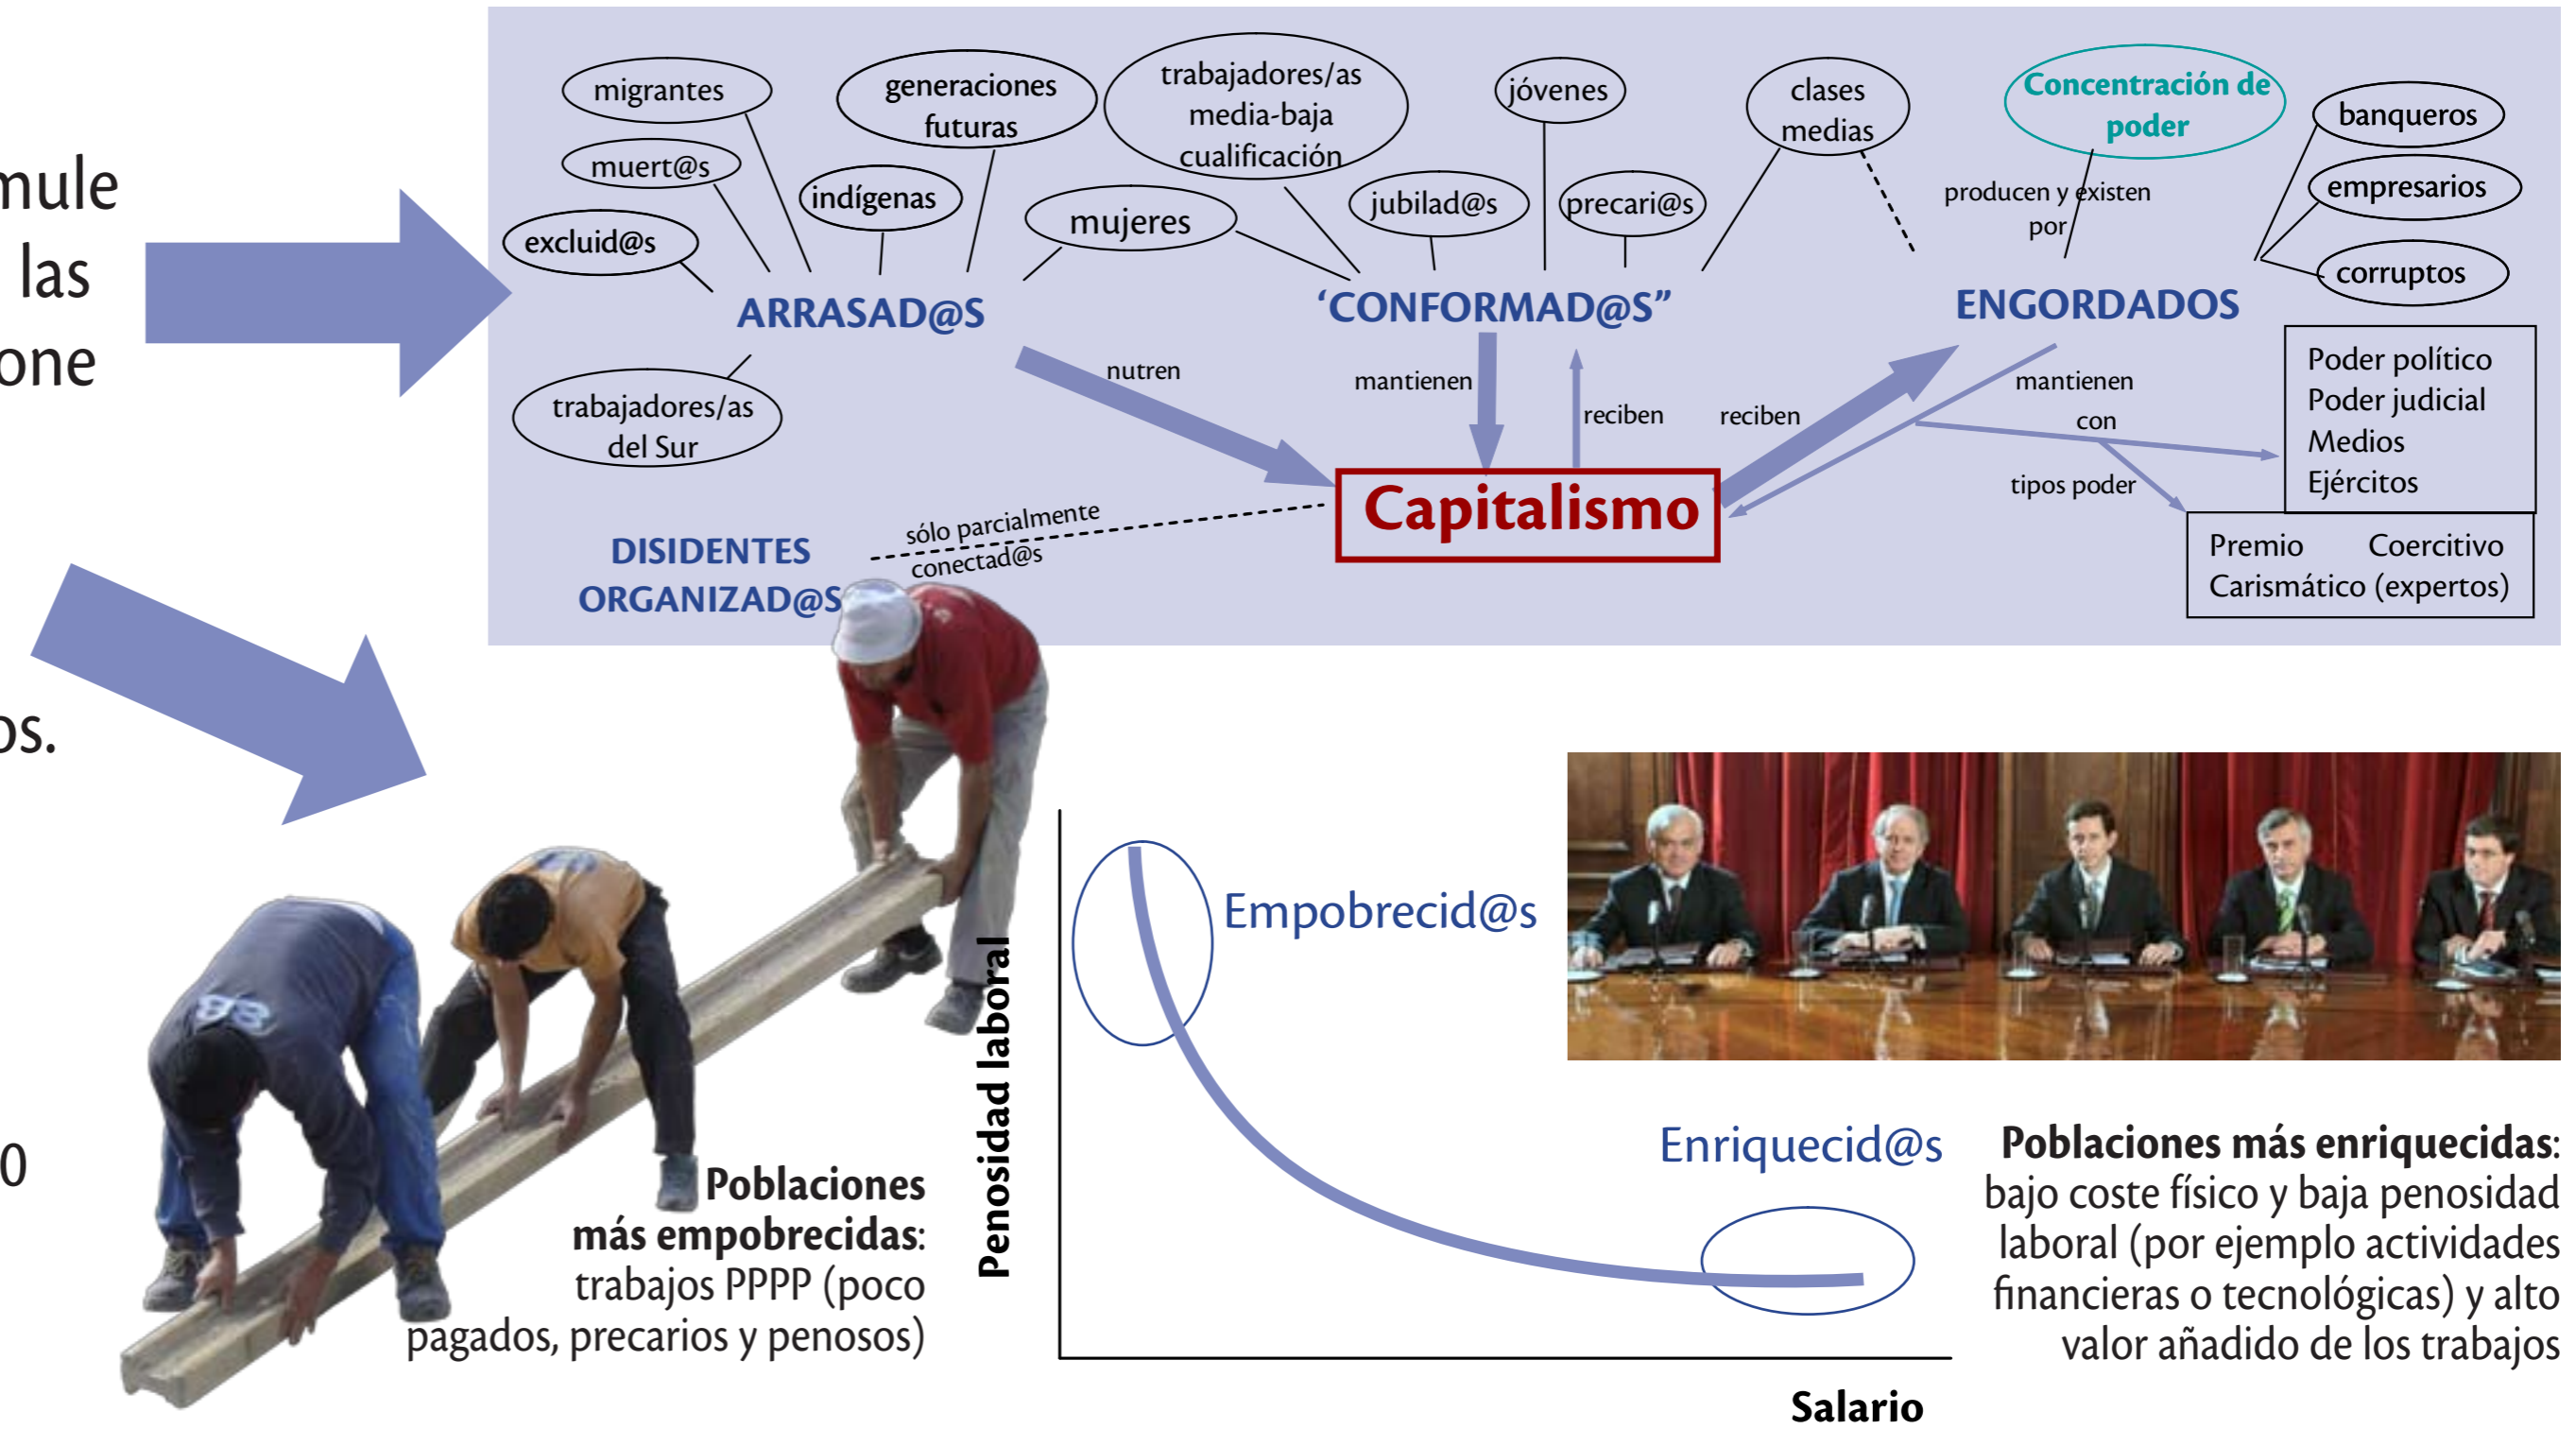 mule
las
one
os.
0
migrantes
muert@s
excluid@s
indígenas
generaciones
futuras
mujeres
trabajadores/as
media-baja
cualificación
jubilad@s
jóvenes
precari@s
clases
medias
Concentración de
poder
producen y existen
por
banqueros
empresarios
corruptos
ARRASAD@S
‘CONFORMAD@S”
ENGORDADOS
trabajadores/as
del Sur
nutren
mantienen
reciben
reciben
mantienen
con
tipos poder
Poder político
Poder judicial
Medios
Ejércitos
Premio Coercitivo
Carismático (expertos)
Capitalismo
sólo parcialmente
conectad@s
DISIDENTES
ORGANIZAD@S
Poblaciones
más empobrecidas:
trabajos PPPP (poco
pagados, precarios y penosos)
Penosidad laboral
Empobrecid@s
Enriquecid@s
Salario
Poblaciones más enriquecidas:
bajo coste físico y baja penosidad
laboral (por ejemplo actividades
financieras o tecnológicas) y alto
valor añadido de los trabajos